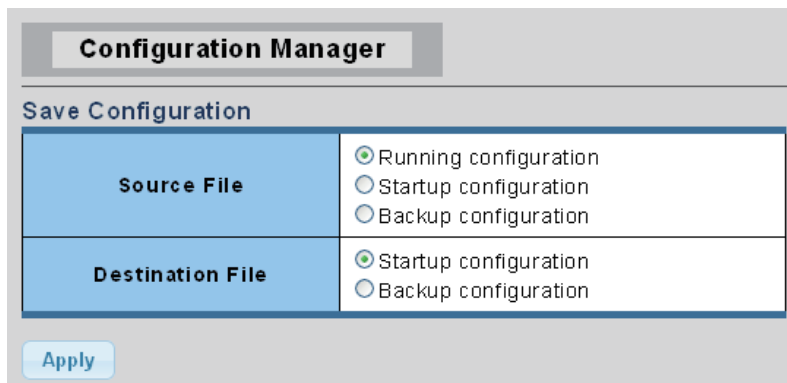 Configuration Manager
Save Configuration
Source File
Running configuration
Startup configuration
Backup configuration
Destination File
Startup configuration
Backup configuration
Apply